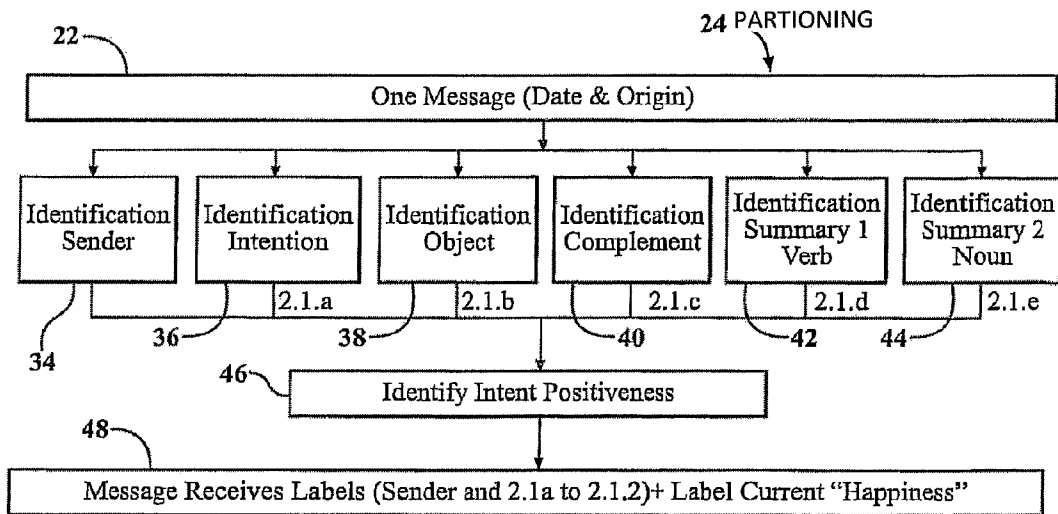 22
24 PARTIONING
One Message (Date & Origin)
Identification
Sender
Identification
Intention
Identification
Object
Identification
Complement
Identification
Summary 1
Verb
Identification
Summary 2
Noun
34
36
2.1.a
38
2.1.b
40
2.1.c
42
2.1.d
44
2.1.e
46
Identify Intent Positiveness
48
Message Receives Labels (Sender and 2.1a to 2.1.2)+ Label Current “Happiness”